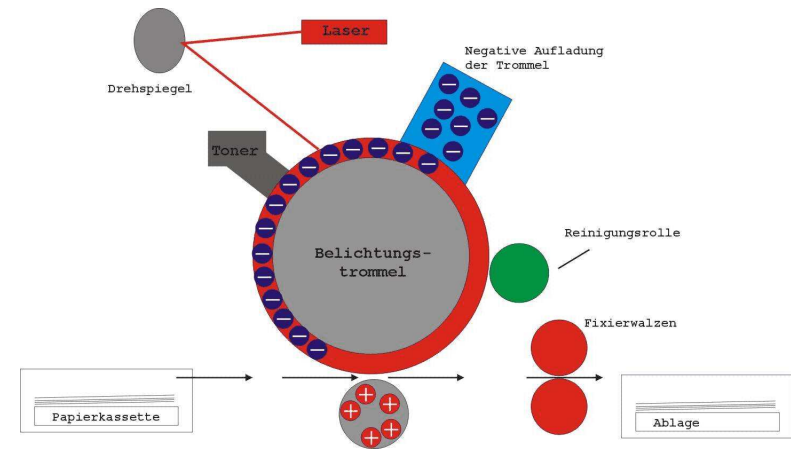 Laser
Negative Aufladung
der Trommel
Drehspiegel
Toner
Reinigungsrolle
Belichtungs-
trommel
Fixierwalzen
Papierkassette
Ablage